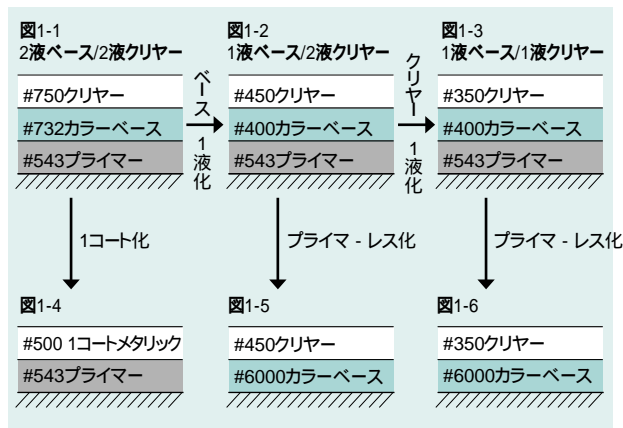 図1-1
2液ベース/2液クリヤー
#750クリヤー
#732カラーベース
#543プライマー
ベース1液化
図1-2
1液ベース/2液クリヤー
#450クリヤー
#400カラーベース
#543プライマー
クリヤー1液化
図1-3
1液ベース/1液クリヤー
#350クリヤー
#400カラーベース
#543プライマー
1コート化
プライマ - レス化
プライマ - レス化
図1-4
#500 1コートメタリック
#543プライマー
図1-5
#450クリヤー
#6000カラーベース
図1-6
#350クリヤー
#6000カラーベース